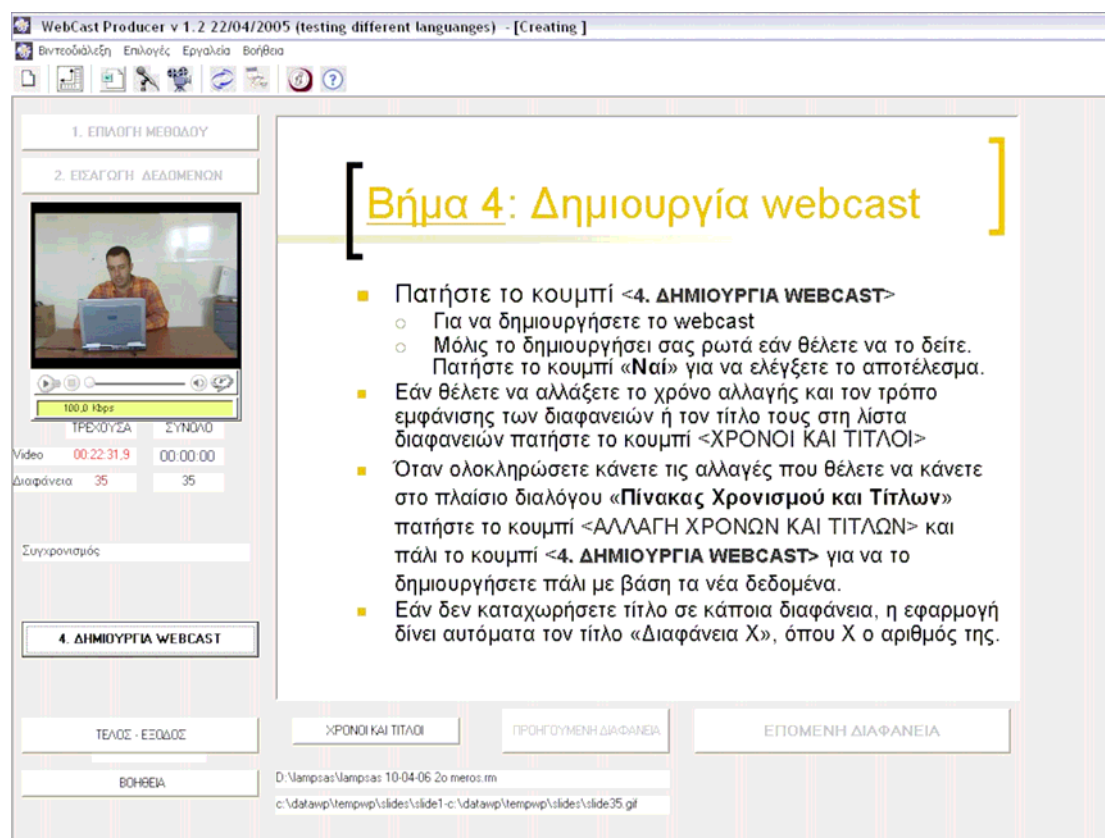 WebCast Producer v 1.2 22/04/2005 (testing different languanges) - [Creating ]
Βιντεοδιάλεξη Επιλογές Εργαλεία Βοήθεια
1. ΕΠΙΛΟΓΗ ΜΕΘΟΔΟΥ
2. ΕΙΣΑΓΩΓΗ ΔΕΔΟΜΕΝΩΝ
100,0 Kbps
ΤΡΕΧΟΥΣΑ ΣΥΝΟΛΟ
Video 00:22:31,9 00:00:00
Διαφάνεια 35 35
Συγχρονισμός
4. ΔΗΜΙΟΥΡΓΙΑ WEBCAST
ΤΕΛΟΣ - ΕΞΟΔΟΣ
ΒΟΗΘΕΙΑ
Βήμα 4: Δημιουργία webcast
Πατήστε το κουμπί <4. ΔΗΜΙΟΥΡΓΙΑ WEBCAST>
Για να δημιουργήσετε το webcast
Μόλις το δημιουργήσει σας ρωτά εάν θέλετε να το δείτε.
Πατήστε το κουμπί «Ναί» για να ελέγξετε το αποτέλεσμα.
Εάν θέλετε να αλλάξετε το χρόνο αλλαγής και τον τρόπο
εμφάνισης των διαφανειών ή τον τίτλο τους στη λίστα
διαφανειών πατήστε το κουμπί <ΧΡΟΝΟΙ ΚΑΙ ΤΙΤΛΟΙ>
Όταν ολοκληρώσετε κάνετε τις αλλαγές που θέλετε να κάνετε
στο πλαίσιο διαλόγου «Πίνακας Χρονισμού και Τίτλων»
πατήστε το κουμπί <ΑΛΛΑΓΗ ΧΡΟΝΩΝ ΚΑΙ ΤΙΤΛΩΝ> και
πάλι το κουμπί <4. ΔΗΜΙΟΥΡΓΙΑ WEBCAST> για να το
δημιουργήσετε πάλι με βάση τα νέα δεδομένα.
Εάν δεν καταχωρήσετε τίτλο σε κάποια διαφάνεια, η εφαρμογή
δίνει αυτόματα τον τίτλο «Διαφάνεια Χ», όπου Χ ο αριθμός της.
ΧΡΟΝΟΙ ΚΑΙ ΤΙΤΛΟΙ
ΠΡΟΗΓΟΥΜΕΝΗ ΔΙΑΦΑΝΕΙΑ
ΕΠΟΜΕΝΗ ΔΙΑΦΑΝΕΙΑ
D:\lampsas\lampsas 10-04-06 2o meros.rm
c:\datawp\tempwp\slides\slide1-c:\datawp\tempwp\slides\slide35.gif